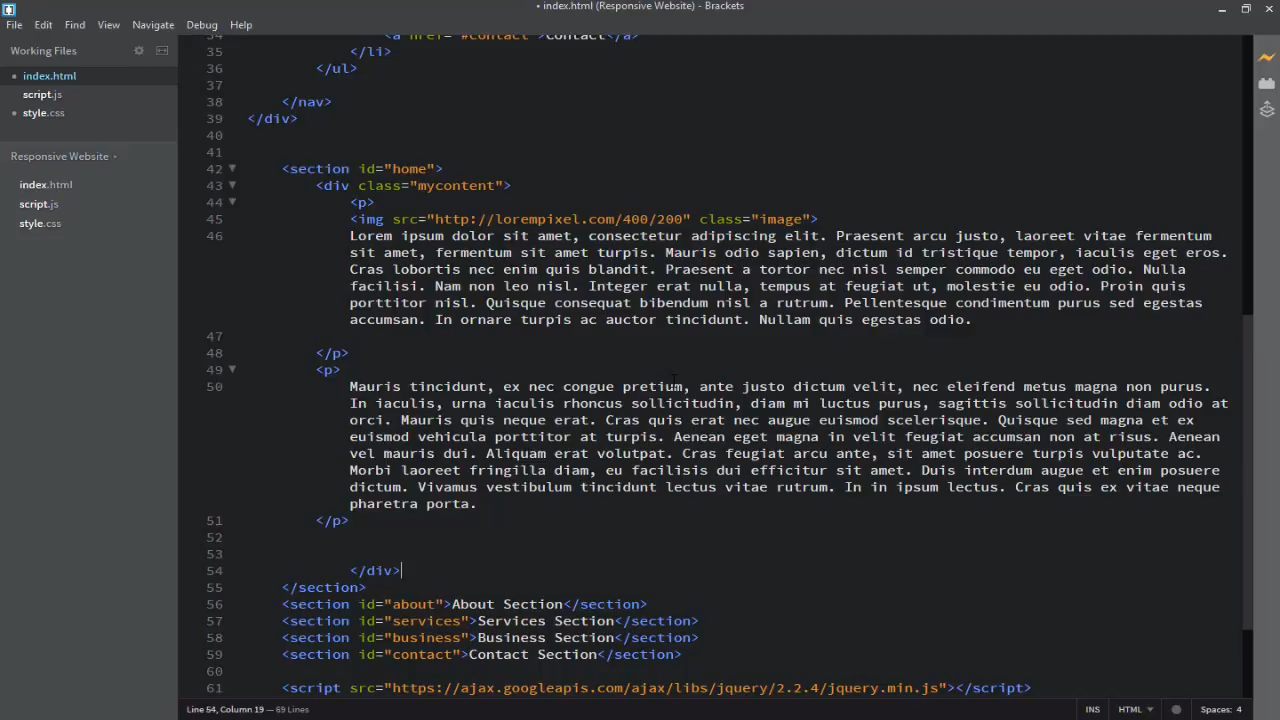 • index.html (Responsive Website) - Brackets
File Edit Find View Navigate Debug Help
Working Files
index.html
script.js
style.css
Responsive Website
index.html
script.js
style.css
34 <a href="#contact">Contact</a>
35 </li>
36 </ul>
37
38 </nav>
39 </div>
40
41
42 <section id="home">
43 <div class="mycontent">
44 <p>
45 <img src="http://lorempixel.com/400/200" class="image">
46 Lorem ipsum dolor sit amet, consectetur adipiscing elit. Praesent arcu justo, laoreet vitae fermentum
sit amet, fermentum sit amet turpis. Mauris odio sapien, dictum id tristique tempor, iaculis eget eros.
Cras lobortis nec enim quis blandit. Praesent a tortor nec nisl semper commodo eu eget odio. Nulla
facilisi. Nam non leo nisl. Integer erat nulla, tempus at feugiat ut, molestie eu odio. Proin quis
porttitor nisl. Quisque consequat bibendum nisl a rutrum. Pellentesque condimentum purus sed egestas
accumsan. In ornare turpis ac auctor tincidunt. Nullam quis egestas odio.
47
48 </p>
49 <p>
50 Mauris tincidunt, ex nec congue pretium, ante justo dictum velit, nec eleifend metus magna non purus.
In iaculis, urna iaculis rhoncus sollicitudin, diam mi luctus purus, sagittis sollicitudin diam odio at
orci. Mauris quis neque erat. Cras quis erat nec augue euismod scelerisque. Quisque sed magna et ex
euismod vehicula porttitor at turpis. Aenean eget magna in velit feugiat accumsan non at risus. Aenean
vel mauris dui. Aliquam erat volutpat. Cras feugiat arcu ante, sit amet posuere turpis vulputate ac.
Morbi laoreet fringilla diam, eu facilisis dui efficitur sit amet. Duis interdum augue et enim posuere
dictum. Vivamus vestibulum tincidunt lectus vitae rutrum. In in ipsum lectus. Cras quis ex vitae neque
pharetra porta.
51 </p>
52
53
54 </div>
55 </section>
56 <section id="about">About Section</section>
57 <section id="services">Services Section</section>
58 <section id="business">Business Section</section>
59 <section id="contact">Contact Section</section>
60
61 <script src="https://ajax.googleapis.com/ajax/libs/jquery/2.2.4/jquery.min.js"></script>
Line 54, Column 19 — 69 Lines INS HTML Spaces: 4